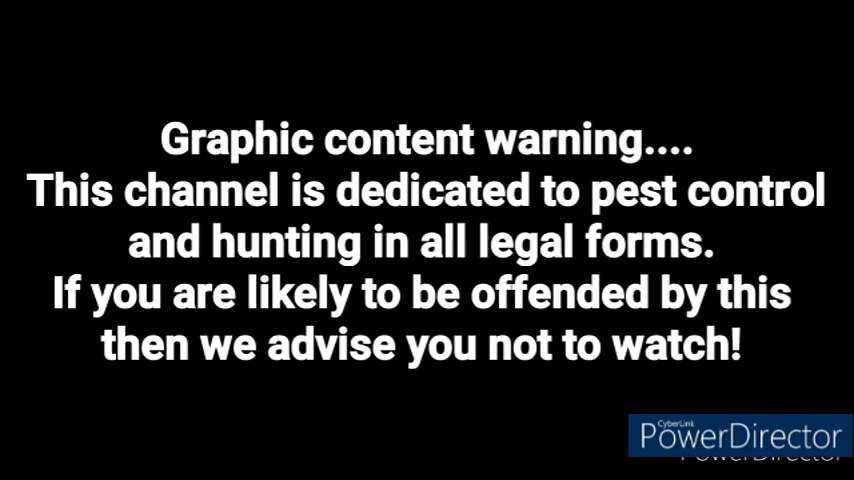 Graphic content warning....
This channel is dedicated to pest control
and hunting in all legal forms.
If you are likely to be offended by this
then we advise you not to watch!
CyberLink
PowerDirector
PowerDirector